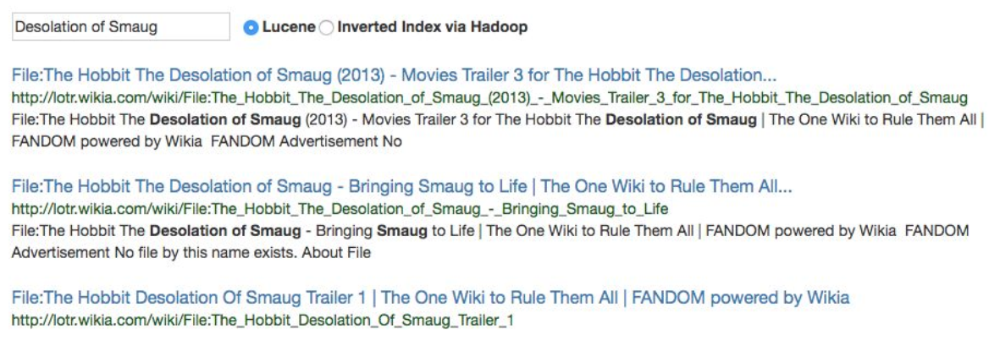 Desolation of Smaug Lucene Inverted Index via Hadoop
File:The Hobbit The Desolation of Smaug (2013) - Movies Trailer 3 for The Hobbit The Desolation...
http://lotr.wikia.com/wiki/File:The_Hobbit_The_Desolation_of_Smaug_(2013)_-_Movies_Trailer_3_for_The_Hobbit_The_Desolation_of_Smaug
File:The Hobbit The Desolation of Smaug (2013) - Movies Trailer 3 for The Hobbit The Desolation of Smaug | The One Wiki to Rule Them All |
FANDOM powered by Wikia FANDOM Advertisement No
File:The Hobbit The Desolation of Smaug - Bringing Smaug to Life | The One Wiki to Rule Them All...
http://lotr.wikia.com/wiki/File:The_Hobbit_The_Desolation_of_Smaug_-_Bringing_Smaug_to_Life
File:The Hobbit The Desolation of Smaug - Bringing Smaug to Life | The One Wiki to Rule Them All | FANDOM powered by Wikia FANDOM
Advertisement No file by this name exists. About File
File:The Hobbit Desolation Of Smaug Trailer 1 | The One Wiki to Rule Them All | FANDOM powered by Wikia
http://lotr.wikia.com/wiki/File:The_Hobbit_Desolation_Of_Smaug_Trailer_1